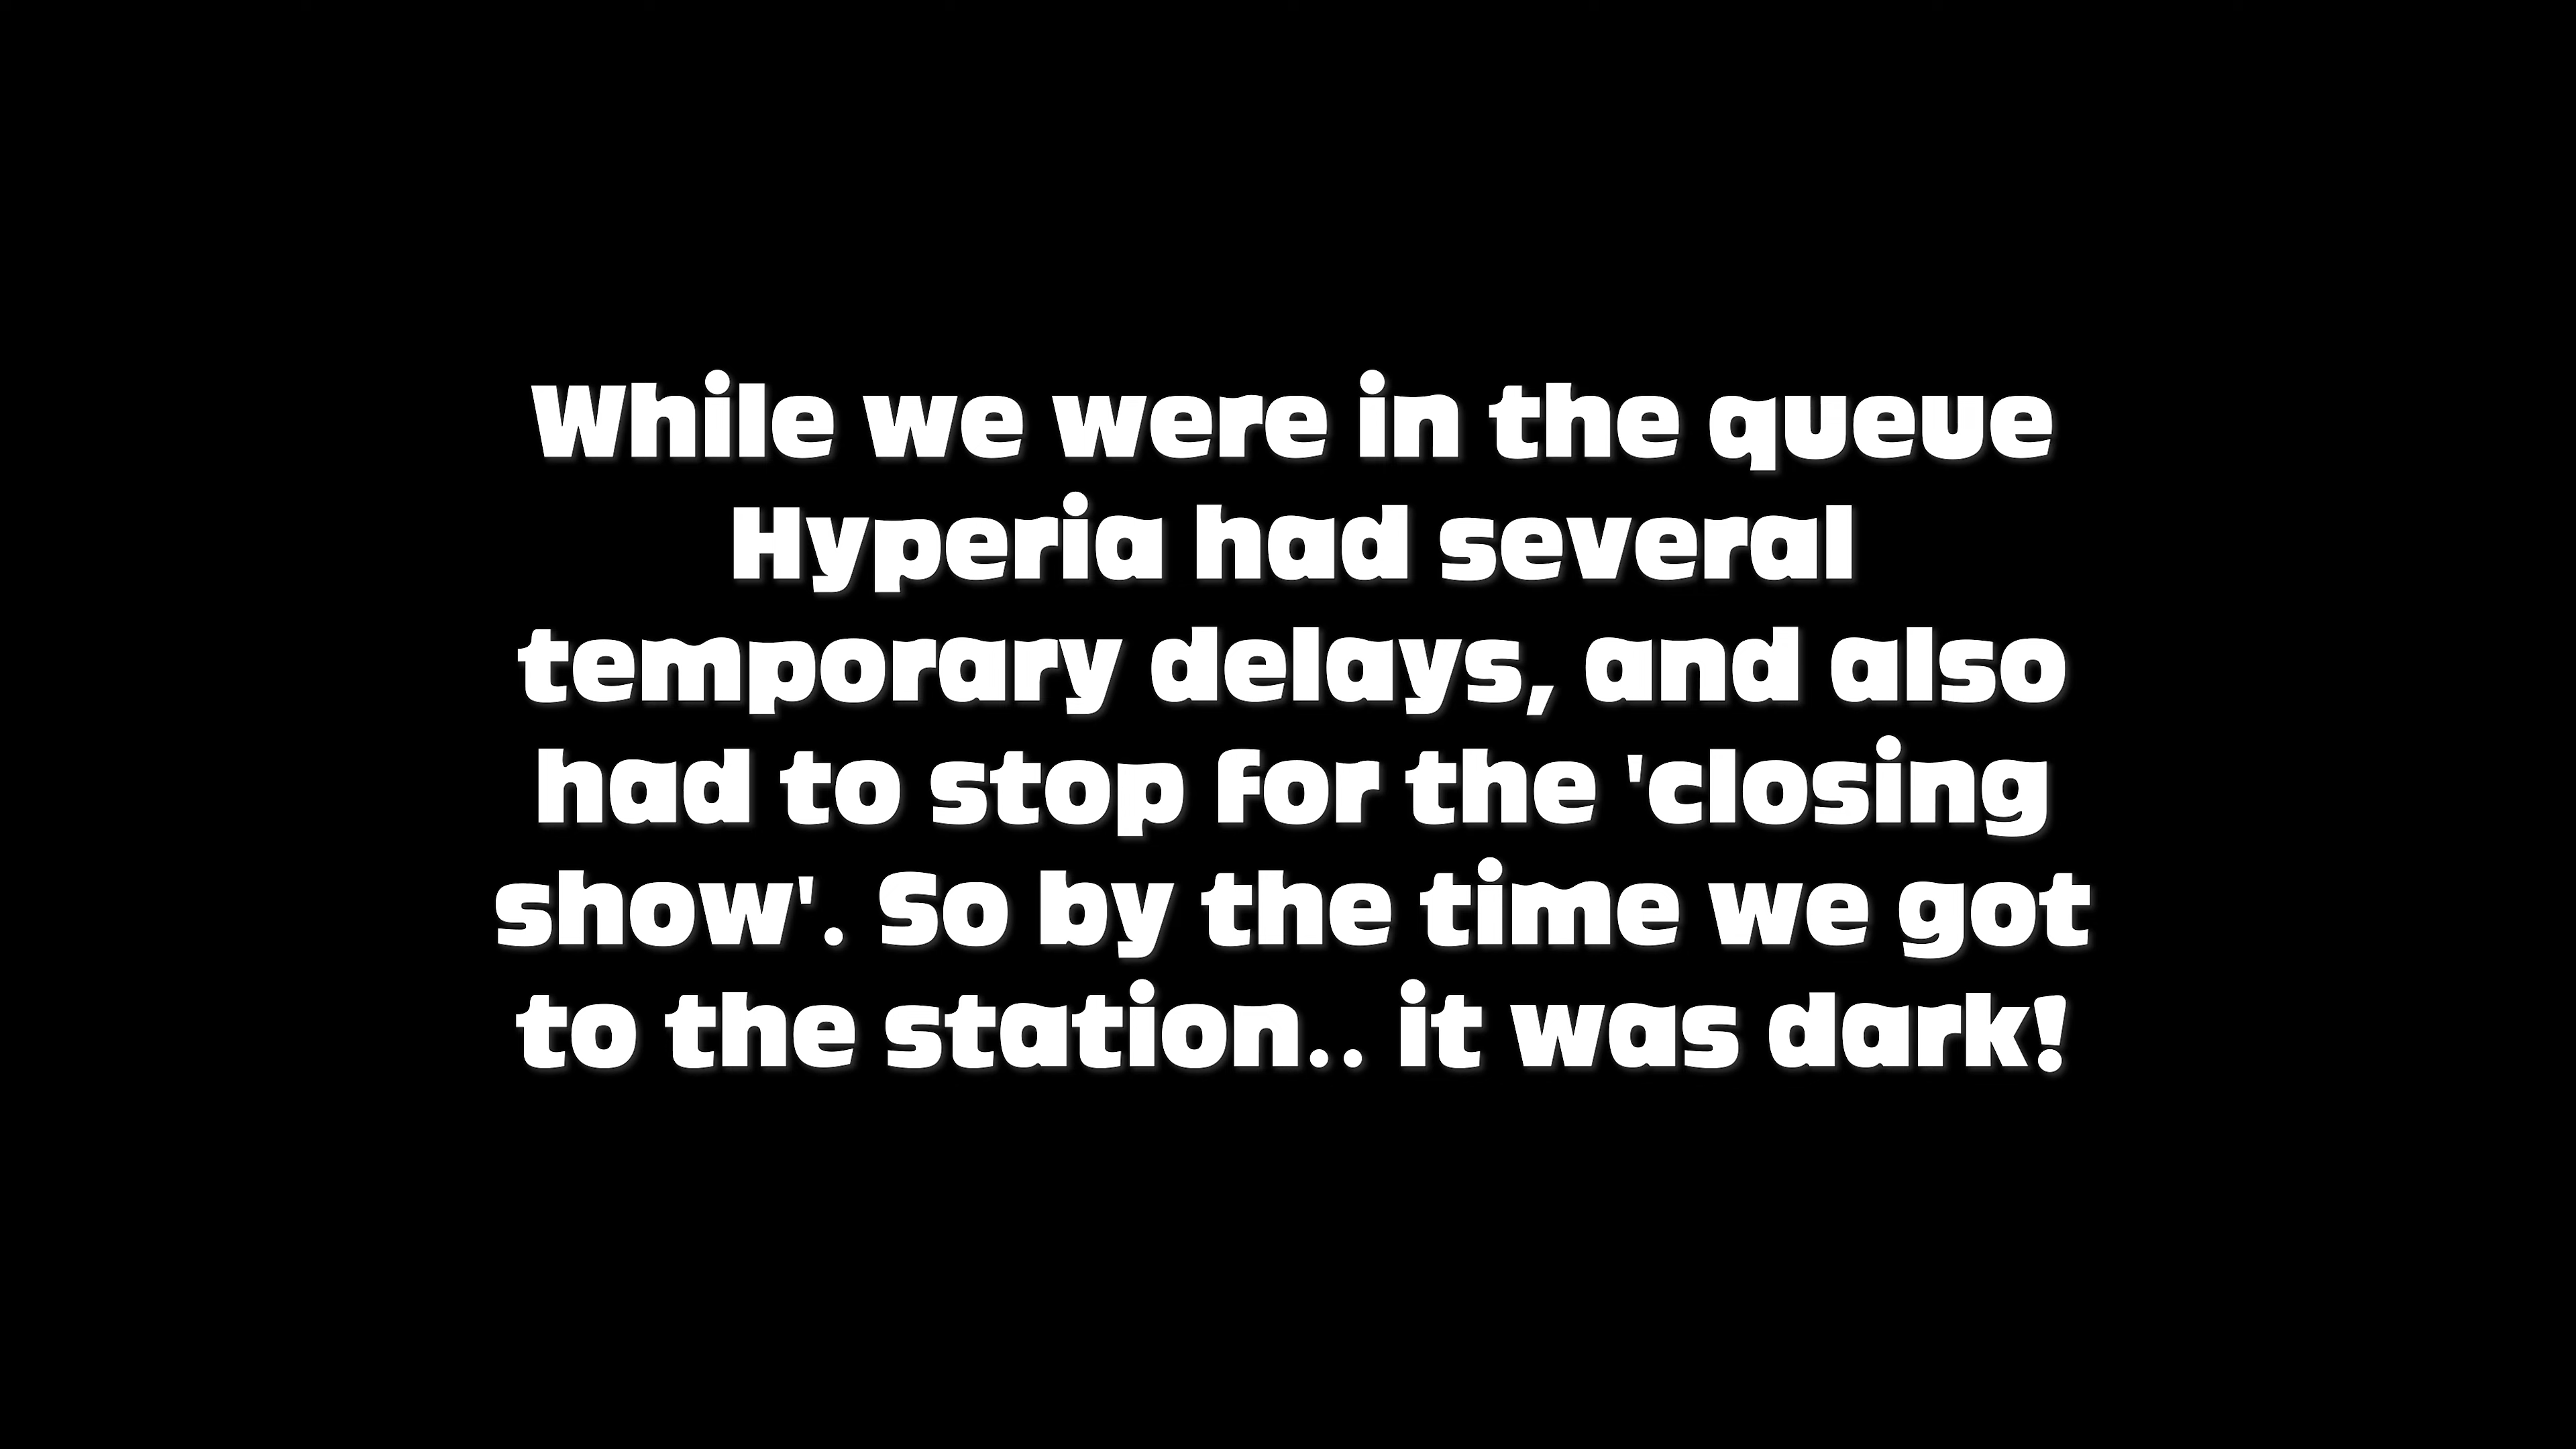 While we were in the queue
Hyperia had several
temporary delays, and also
had to stop for the 'closing
show'. So by the time we got
to the station.. it was dark!